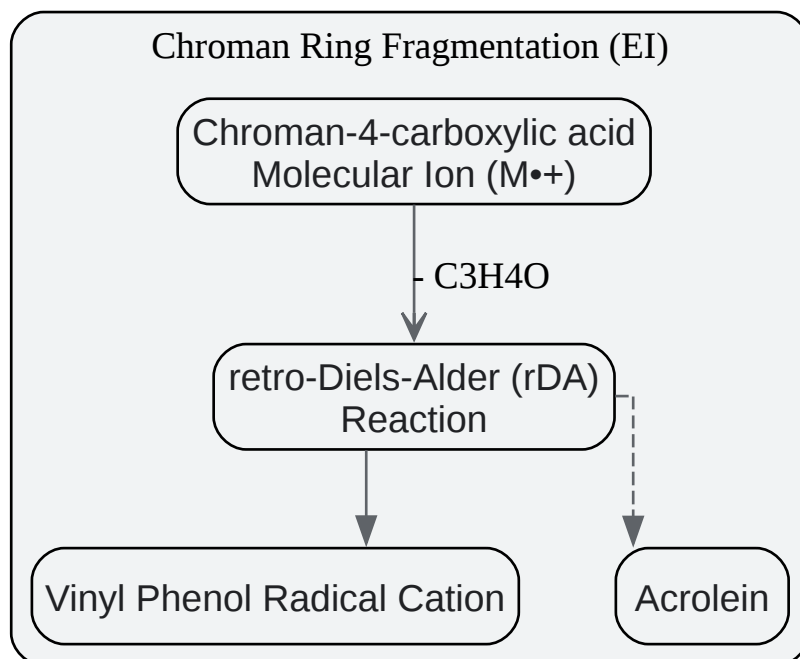 Chroman Ring Fragmentation (EI)
Chroman-4-carboxylic acid
Molecular Ion (M•+)
- C3H4O
retro-Diels-Alder (rDA)
Reaction
Vinyl Phenol Radical Cation
Acrolein